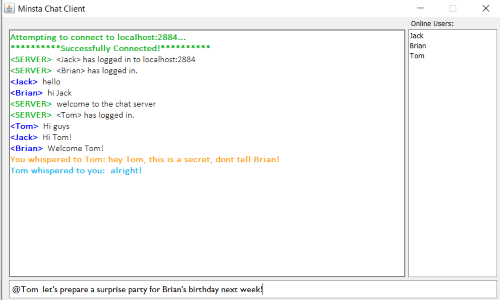 Minsta Chat Client
Attempting to connect to localhost:2884...
**********Successfully Connected!**********
<SERVER> <Jack> has logged in to localhost:2884
<SERVER> <Brian> has logged in.
<Jack> hello
<Brian> hi Jack
<SERVER> welcome to the chat server
<SERVER> <Tom> has logged in.
<Tom> Hi guys
<Jack> Hi Tom!
<Brian> Welcome Tom!
You whispered to Tom: hey Tom, this is a secret, dont tell Brian!
Tom whispered to you: alright!
Online Users:
Jack
Brian
Tom
@Tom let's prepare a surprise party for Brian's birthday next week!